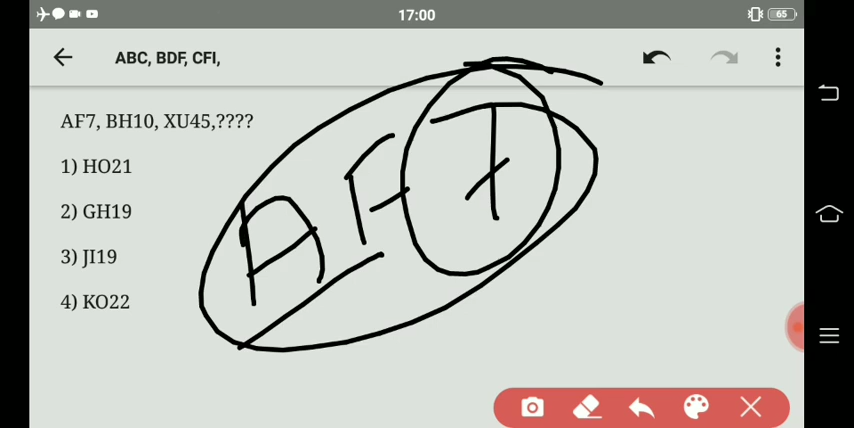 17:00
65
ABC, BDF, CFI,
AF7, BH10, XU45,????
1) HO21
2) GH19
3) JI19
4) KO22
AF7